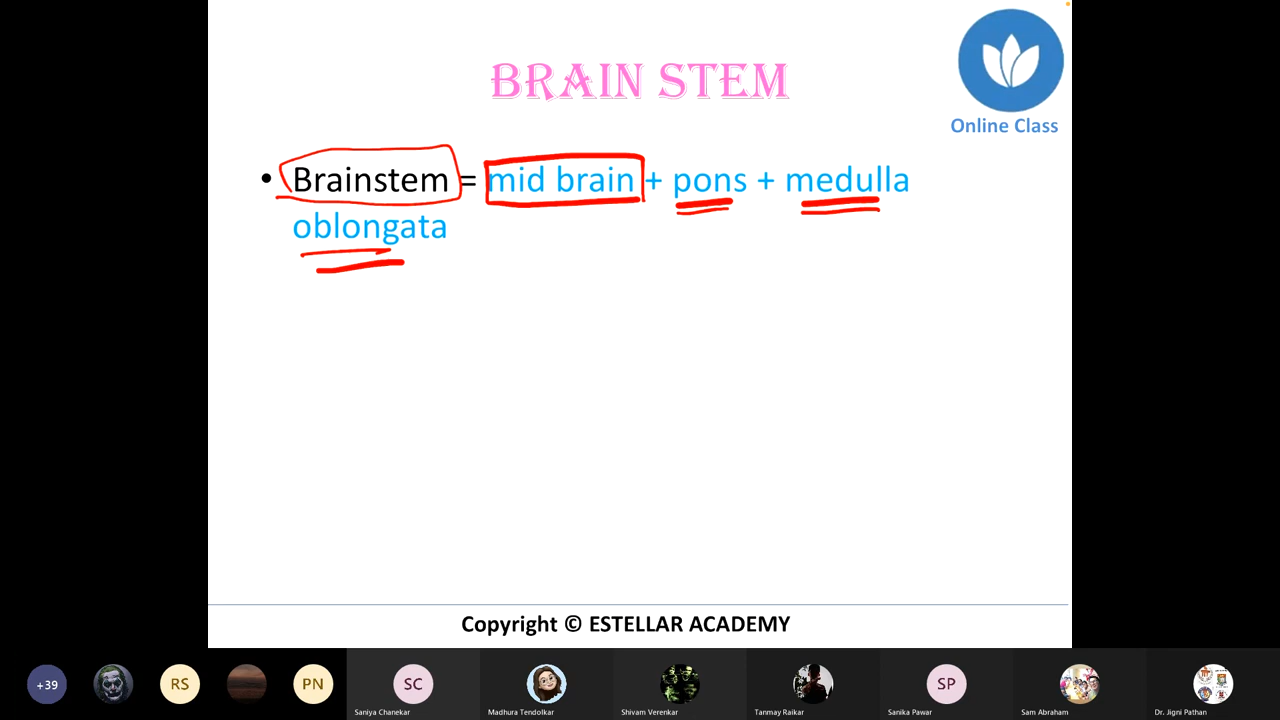 BRAIN STEM
Online Class
• Brainstem = mid brain + pons + medulla
oblongata
Copyright © ESTELLAR ACADEMY
+39
RS
PN
SC
SP
Saniya Chanekar
Madhura Tendolkar
Shivam Verenkar
Tanmay Raikar
Sanika Pawar
Sam Abraham
Dr. Jigni Pathan